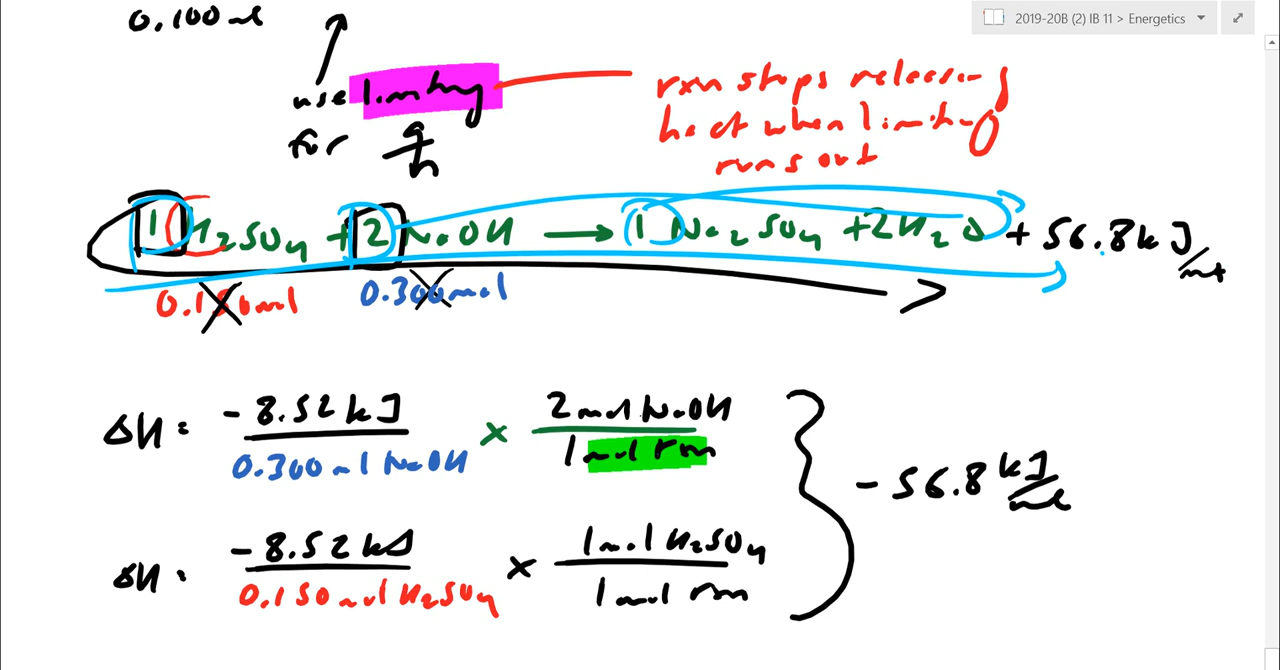 0.100 ml
2019-20B (2) IB 11 > Energetics
use limiting
for q/n
rxn stops releasing
heat when limiting
runs out
1 H2SO4 + 2 NaOH → 1 Na2SO4 + 2H2O + 56.8 kJ/mol
0.150 mol 0.300 mol
ΔH = -8.52 kJ / 0.300 mol NaOH × 2 mol NaOH / 1 mol rxn
- 56.8 kJ/mol
ΔH = -8.52 kJ / 0.150 mol H2SO4 × 1 mol H2SO4 / 1 mol rxn